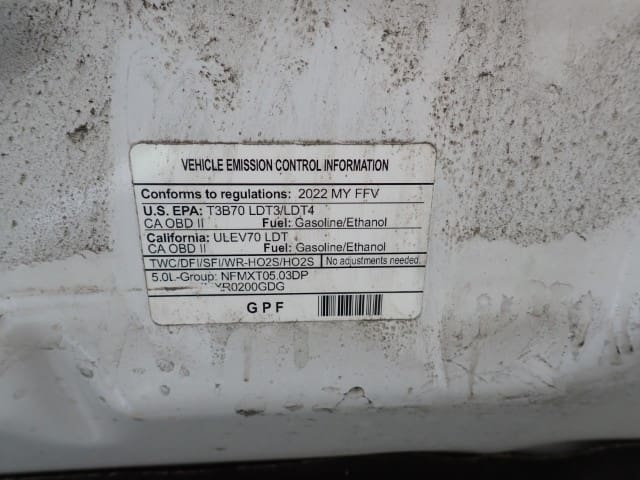 VEHICLE EMISSION CONTROL INFORMATION
Conforms to regulations: 2022 MY FFV
U.S. EPA: T3B70 LDT3/LDT4
CA OBD II Fuel: Gasoline/Ethanol
California: ULEV70 LDT
CA OBD II Fuel: Gasoline/Ethanol
TWC/DFI/SFI/WR-HO2S/HO2S No adjustments needed.
5.0L-Group: NFMXT05.03DP
G P F